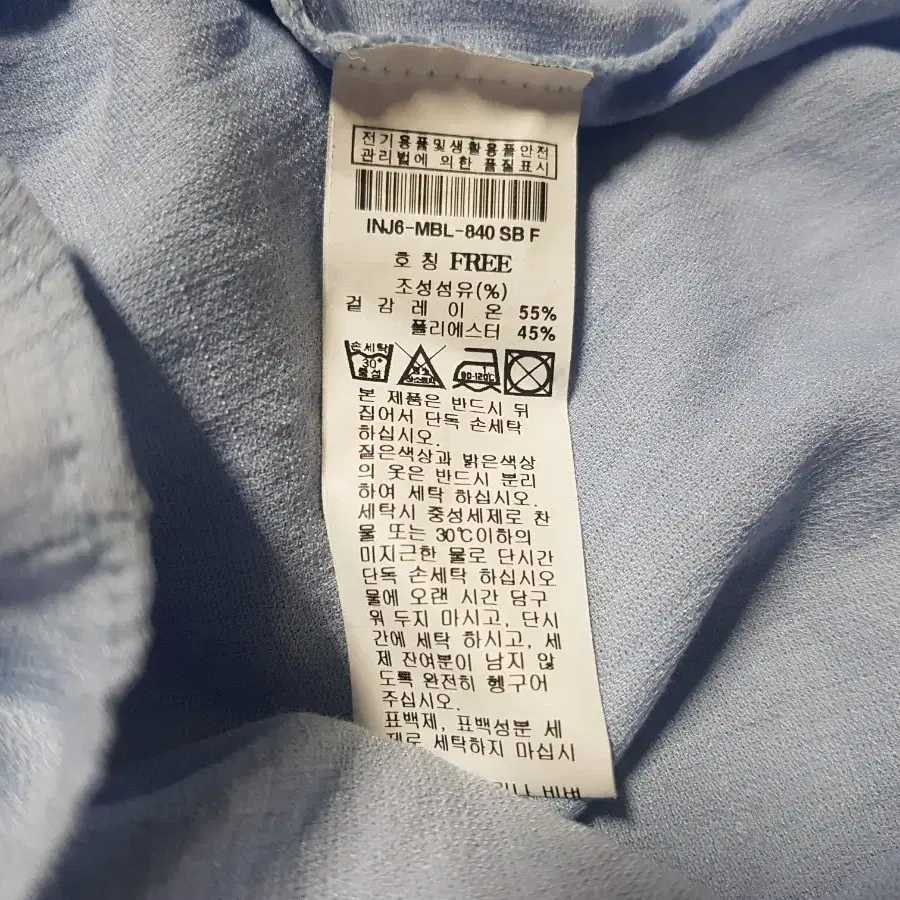 전기용품및생활용품안전
관리법에 의한 품질표시
INJ6-MBL-840 SB F
호 칭 FREE
조성섬유(%)
겉 감 레 이 온 55%
폴리에스터 45%
손세탁
30°
중성
80-120℃
본 제품은 반드시 뒤
집어서 단독 손세탁
하십시오.
짙은색상과 밝은색상
의 옷은 반드시 분리
하여 세탁 하십시오.
세탁시 중성세제로 찬
물 또는 30℃이하의
미지근한 물로 단시간
단독 손세탁 하십시오
물에 오랜 시간 담구
워 두지 마시고, 단시
간에 세탁 하시고, 세
제 잔여분이 남지 않
도록 완전히 헹구어
주십시오.
표백제, 표백성분 세
제로 세탁하지 마십시